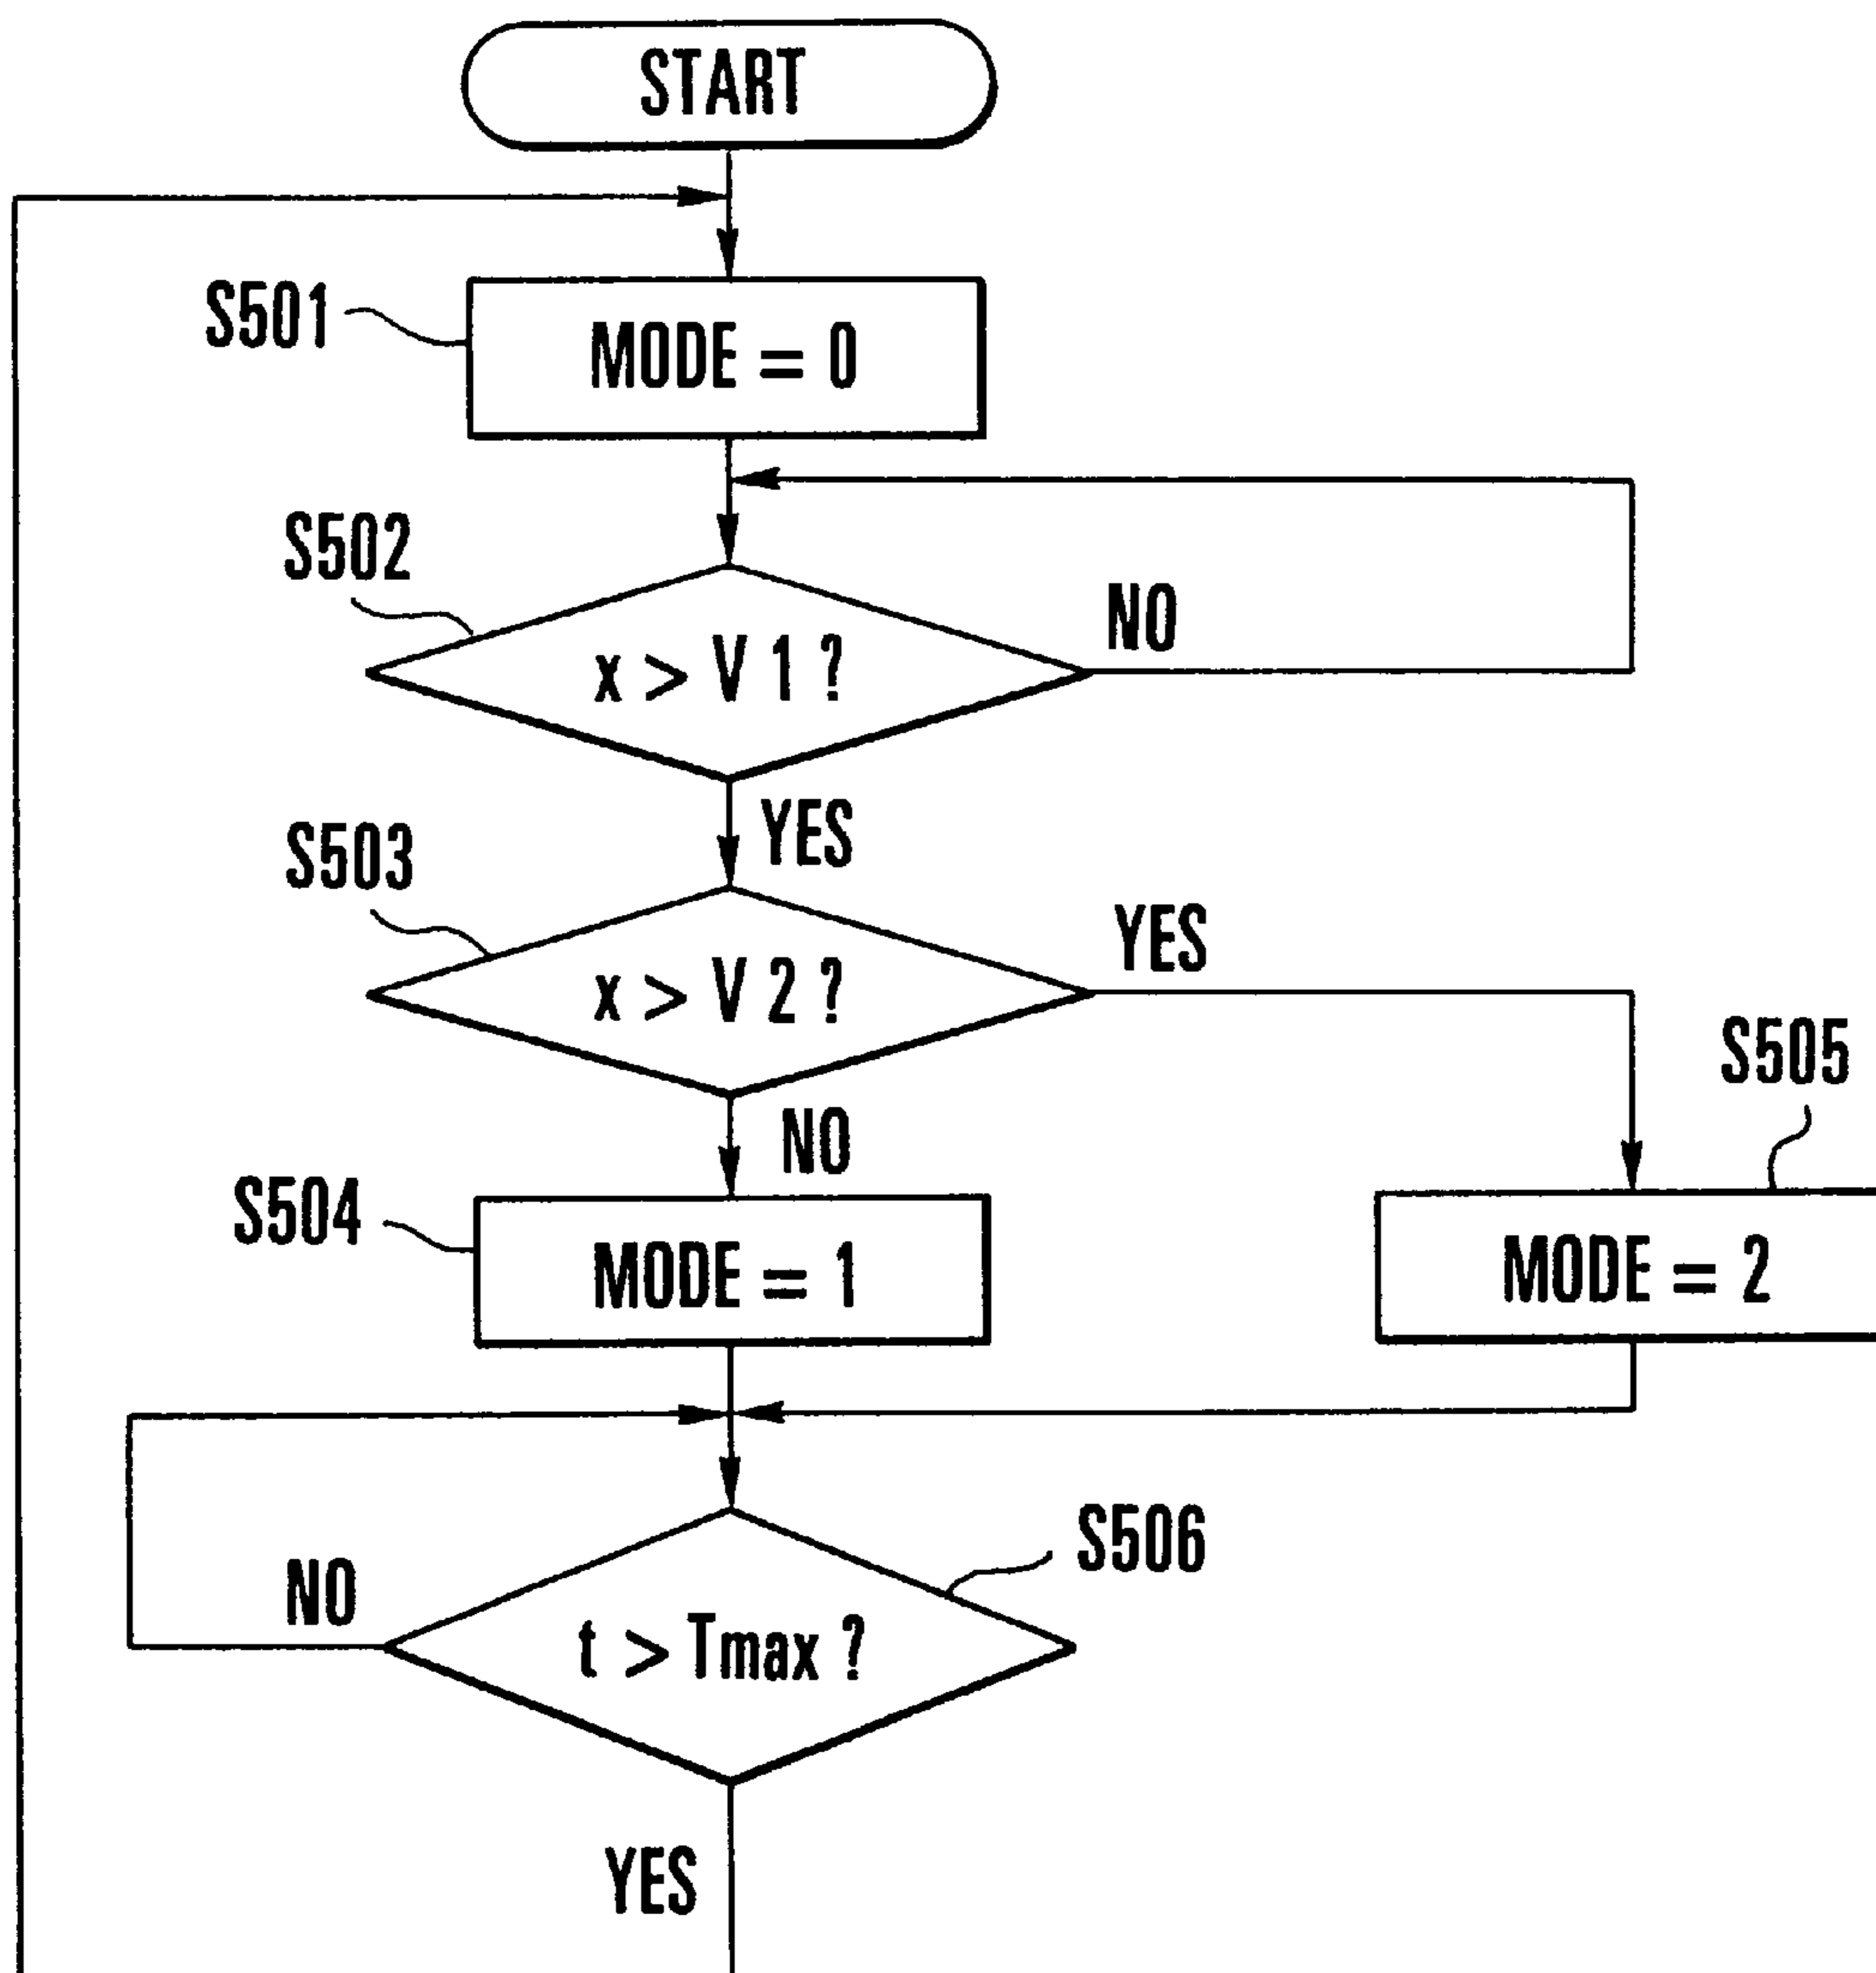 START
S501
MODE = 0
S502
NO
x > V 1 ?
YES
S503
YES
x > V 2 ?
S505
NO
S504
MODE = 1
MODE = 2
S506
NO
t > Tmax ?
YES